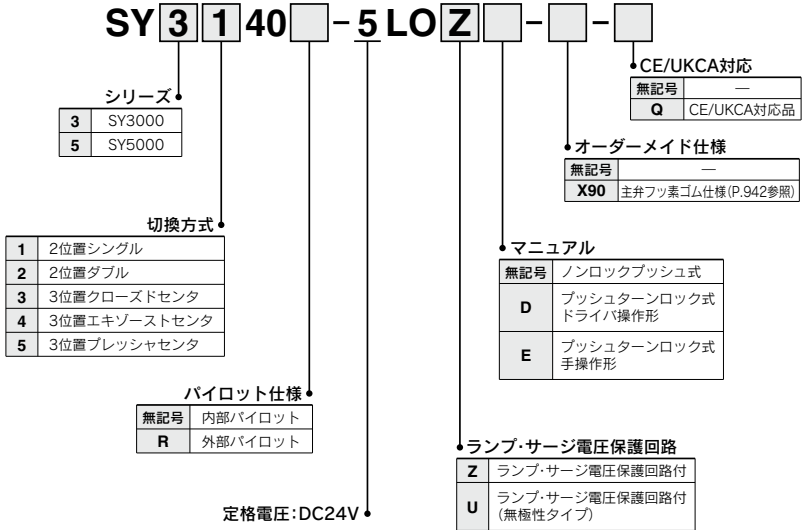 SY 3 1 40 - 5 LO Z - -
CE/UKCA対応
無記号 —
Q CE/UKCA対応品
シリーズ
3 SY3000
5 SY5000
オーダーメイド仕様
無記号 —
X90 主弁フッ素ゴム仕様(P.942参照)
切換方式
1 2位置シングル
2 2位置ダブル
3 3位置クローズドセンタ
4 3位置エキゾーストセンタ
5 3位置プレッシャセンタ
マニュアル
無記号 ノンロックプッシュ式
D プッシュターンロック式
ドライバ操作形
E プッシュターンロック式
手操作形
パイロット仕様
無記号 内部パイロット
R 外部パイロット
ランプ・サージ電圧保護回路
Z ランプ・サージ電圧保護回路付
U ランプ・サージ電圧保護回路付
(無極性タイプ)
定格電圧:DC24V